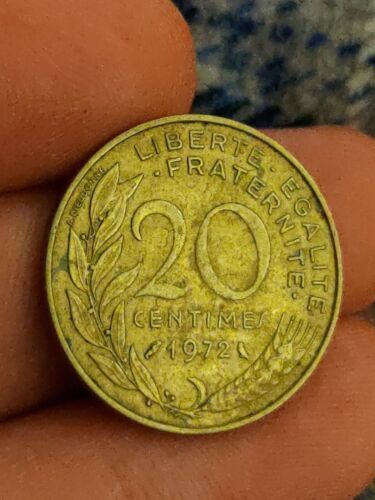 LIBERTE · EGALITE
· FRATERNITE ·
20
CENTIMES
1972